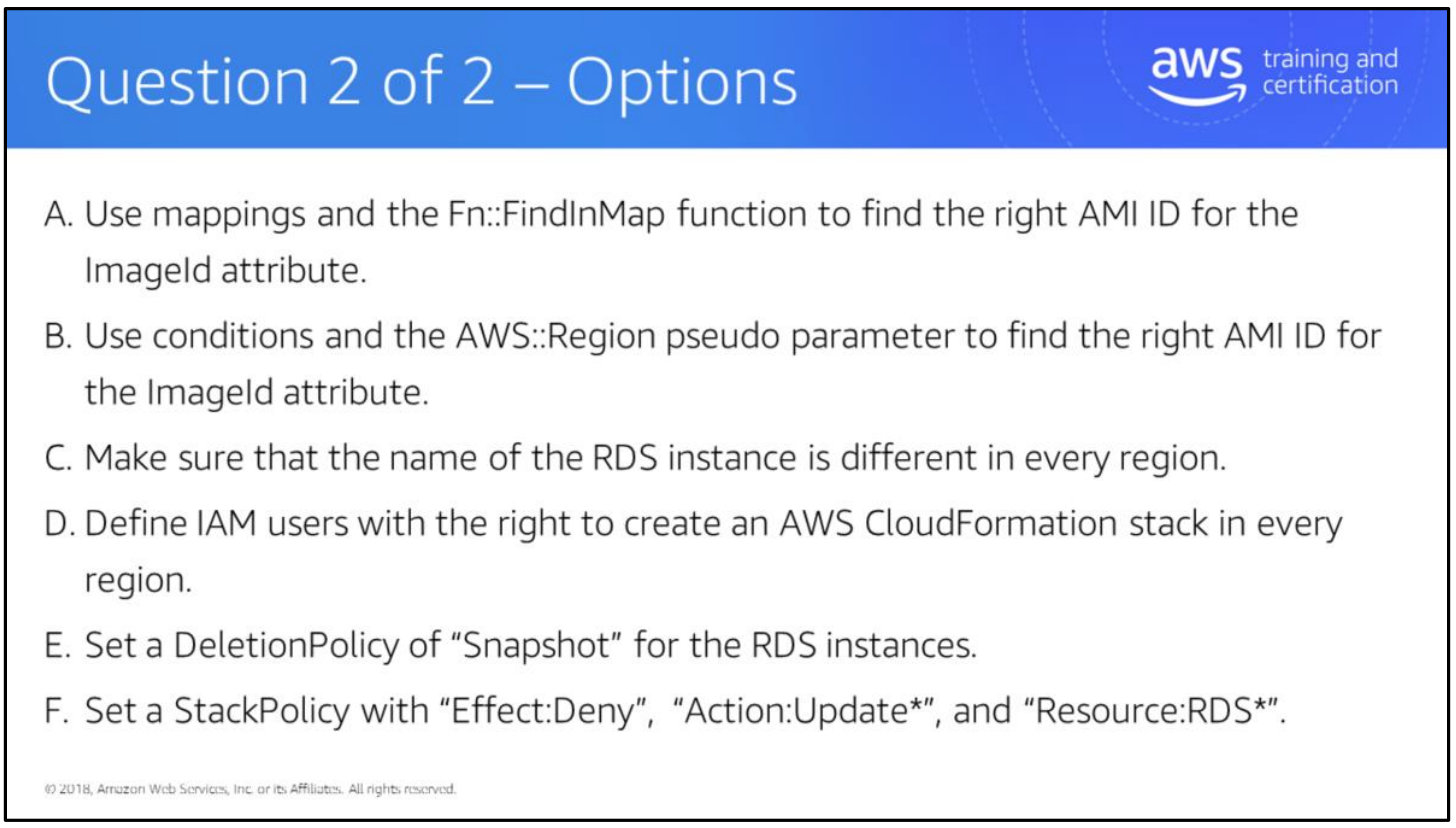 Question 2 of 2 – Options
aws training and
certification
A. Use mappings and the Fn::FindInMap function to find the right AMI ID for the
ImageId attribute.
B. Use conditions and the AWS::Region pseudo parameter to find the right AMI ID for
the ImageId attribute.
C. Make sure that the name of the RDS instance is different in every region.
D. Define IAM users with the right to create an AWS CloudFormation stack in every
region.
E. Set a DeletionPolicy of “Snapshot” for the RDS instances.
F. Set a StackPolicy with “Effect:Deny”, “Action:Update*”, and “Resource:RDS*”.
© 2018, Amazon Web Services, Inc. or its Affiliates. All rights reserved.